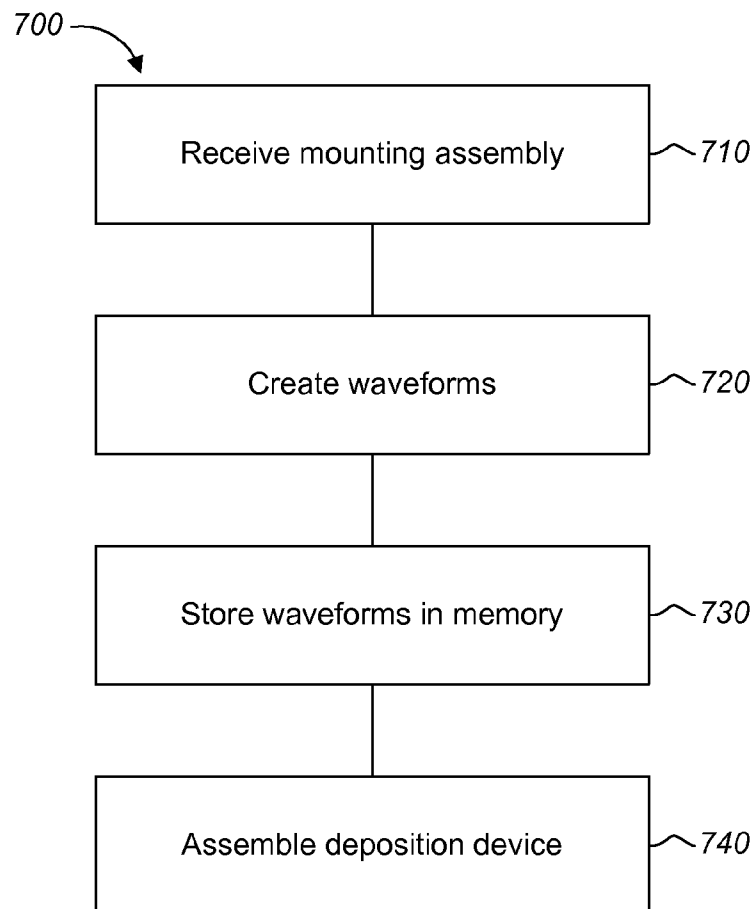 700
Receive mounting assembly 710
Create waveforms 720
Store waveforms in memory 730
Assemble deposition device 740